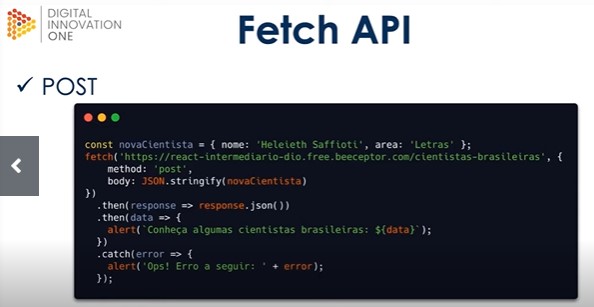 DIGITAL
INNOVATION
ONE
Fetch API
✓ POST
const novaCientista = { nome: 'Heleieth Saffioti', area: 'Letras' };
fetch('https://react-intermediario-dio.free.beeceptor.com/cientistas-brasileiras', {
    method: 'post',
    body: JSON.stringify(novaCientista)
})
  .then(response => response.json())
  .then(data => {
    alert(`Conheça algumas cientistas brasileiras: ${data}`);
  })
  .catch(error => {
    alert('Ops! Erro a seguir: ' + error);
  });